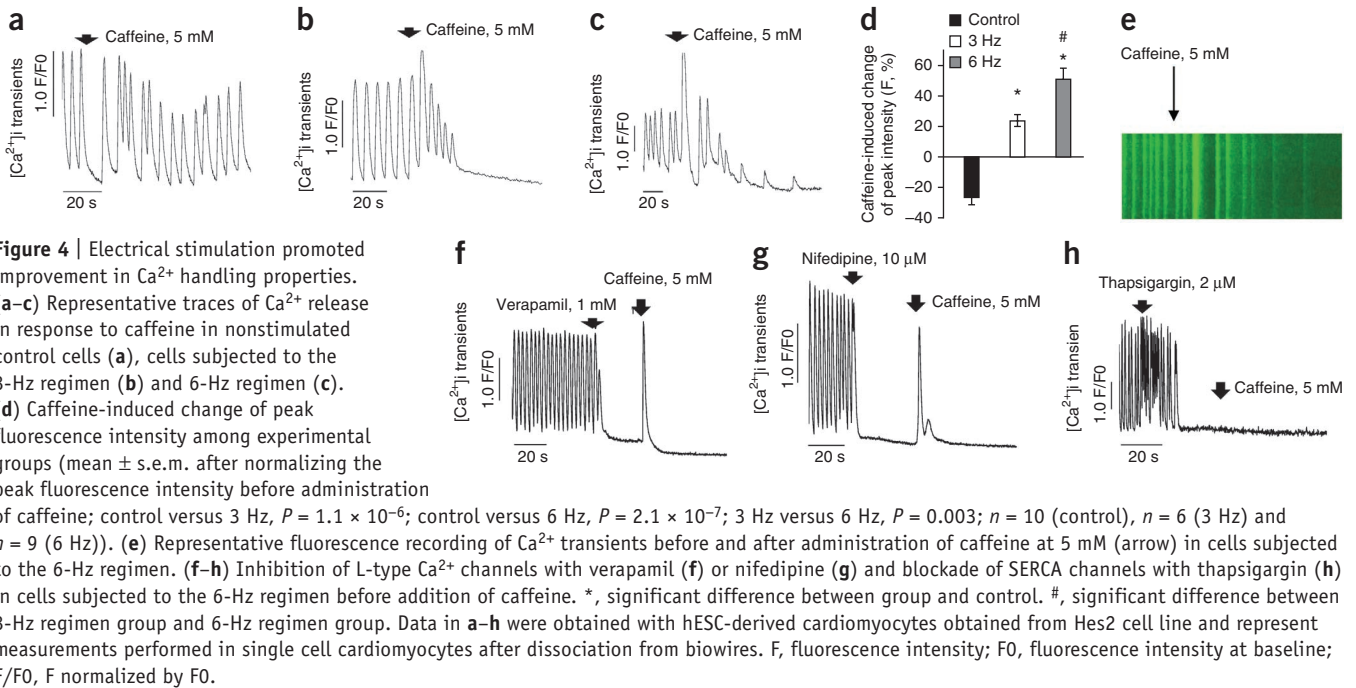 a
Caffeine, 5 mM
[Ca²⁺]i transients
1.0 F/F0
20 s
b
Caffeine, 5 mM
[Ca²⁺]i transients
1.0 F/F0
20 s
c
Caffeine, 5 mM
[Ca²⁺]i transients
1.0 F/F0
20 s
d
Control
3 Hz
6 Hz
Caffeine-induced change
of peak intensity (F, %)
60
40
20
0
–20
–40
*
#
*
e
Caffeine, 5 mM
Figure 4 | Electrical stimulation promoted
improvement in Ca²⁺ handling properties.
(a–c) Representative traces of Ca²⁺ release
in response to caffeine in nonstimulated
control cells (a), cells subjected to the
3-Hz regimen (b) and 6-Hz regimen (c).
(d) Caffeine-induced change of peak
fluorescence intensity among experimental
groups (mean ± s.e.m. after normalizing the
peak fluorescence intensity before administration
of caffeine; control versus 3 Hz, P = 1.1 × 10⁻⁶; control versus 6 Hz, P = 2.1 × 10⁻⁷; 3 Hz versus 6 Hz, P = 0.003; n = 10 (control), n = 6 (3 Hz) and
n = 9 (6 Hz)). (e) Representative fluorescence recording of Ca²⁺ transients before and after administration of caffeine at 5 mM (arrow) in cells subjected
to the 6-Hz regimen. (f–h) Inhibition of L-type Ca²⁺ channels with verapamil (f) or nifedipine (g) and blockade of SERCA channels with thapsigargin (h)
in cells subjected to the 6-Hz regimen before addition of caffeine. *, significant difference between group and control. #, significant difference between
3-Hz regimen group and 6-Hz regimen group. Data in a–h were obtained with hESC-derived cardiomyocytes obtained from Hes2 cell line and represent
measurements performed in single cell cardiomyocytes after dissociation from biowires. F, fluorescence intensity; F0, fluorescence intensity at baseline;
F/F0, F normalized by F0.
f
Verapamil, 1 mM
Caffeine, 5 mM
[Ca²⁺]i transients
1.0 F/F0
20 s
g
Nifedipine, 10 µM
Caffeine, 5 mM
[Ca²⁺]i transients
1.0 F/F0
20 s
h
Thapsigargin, 2 µM
Caffeine, 5 mM
[Ca²⁺]i transien
1.0 F/F0
20 s